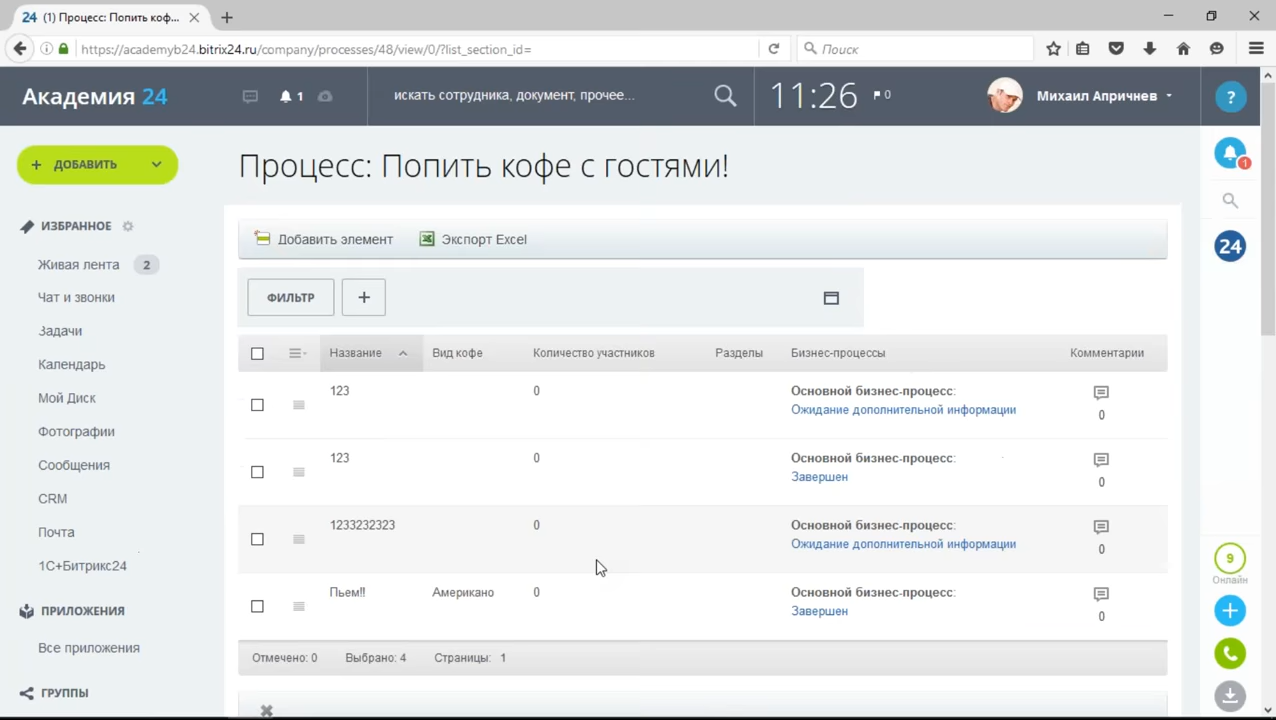 24 (1) Процесс: Попить коф...
https://academyb24.bitrix24.ru/company/processes/48/view/0/?list_section_id=
Поиск
Академия 24
1
искать сотрудника, документ, прочее...
11:26
0
Михаил Апричнев
?
+ ДОБАВИТЬ
Процесс: Попить кофе с гостями!
1
ИЗБРАННОЕ
Добавить элемент
Экспорт Excel
24
Живая лента 2
Чат и звонки
ФИЛЬТР
+
Задачи
Название
Вид кофе
Количество участников
Разделы
Бизнес-процессы
Комментарии
Календарь
123
0
Основной бизнес-процесс:
Ожидание дополнительной информации
0
Мой Диск
Фотографии
123
0
Основной бизнес-процесс:
Завершен
0
Сообщения
CRM
1233232323
0
Основной бизнес-процесс:
Ожидание дополнительной информации
0
Почта
1С+Битрикс24
9
Онлайн
Пьем!!
Американо
0
Основной бизнес-процесс:
Завершен
0
ПРИЛОЖЕНИЯ
Все приложения
Отмечено: 0
Выбрано: 4
Страницы: 1
ГРУППЫ